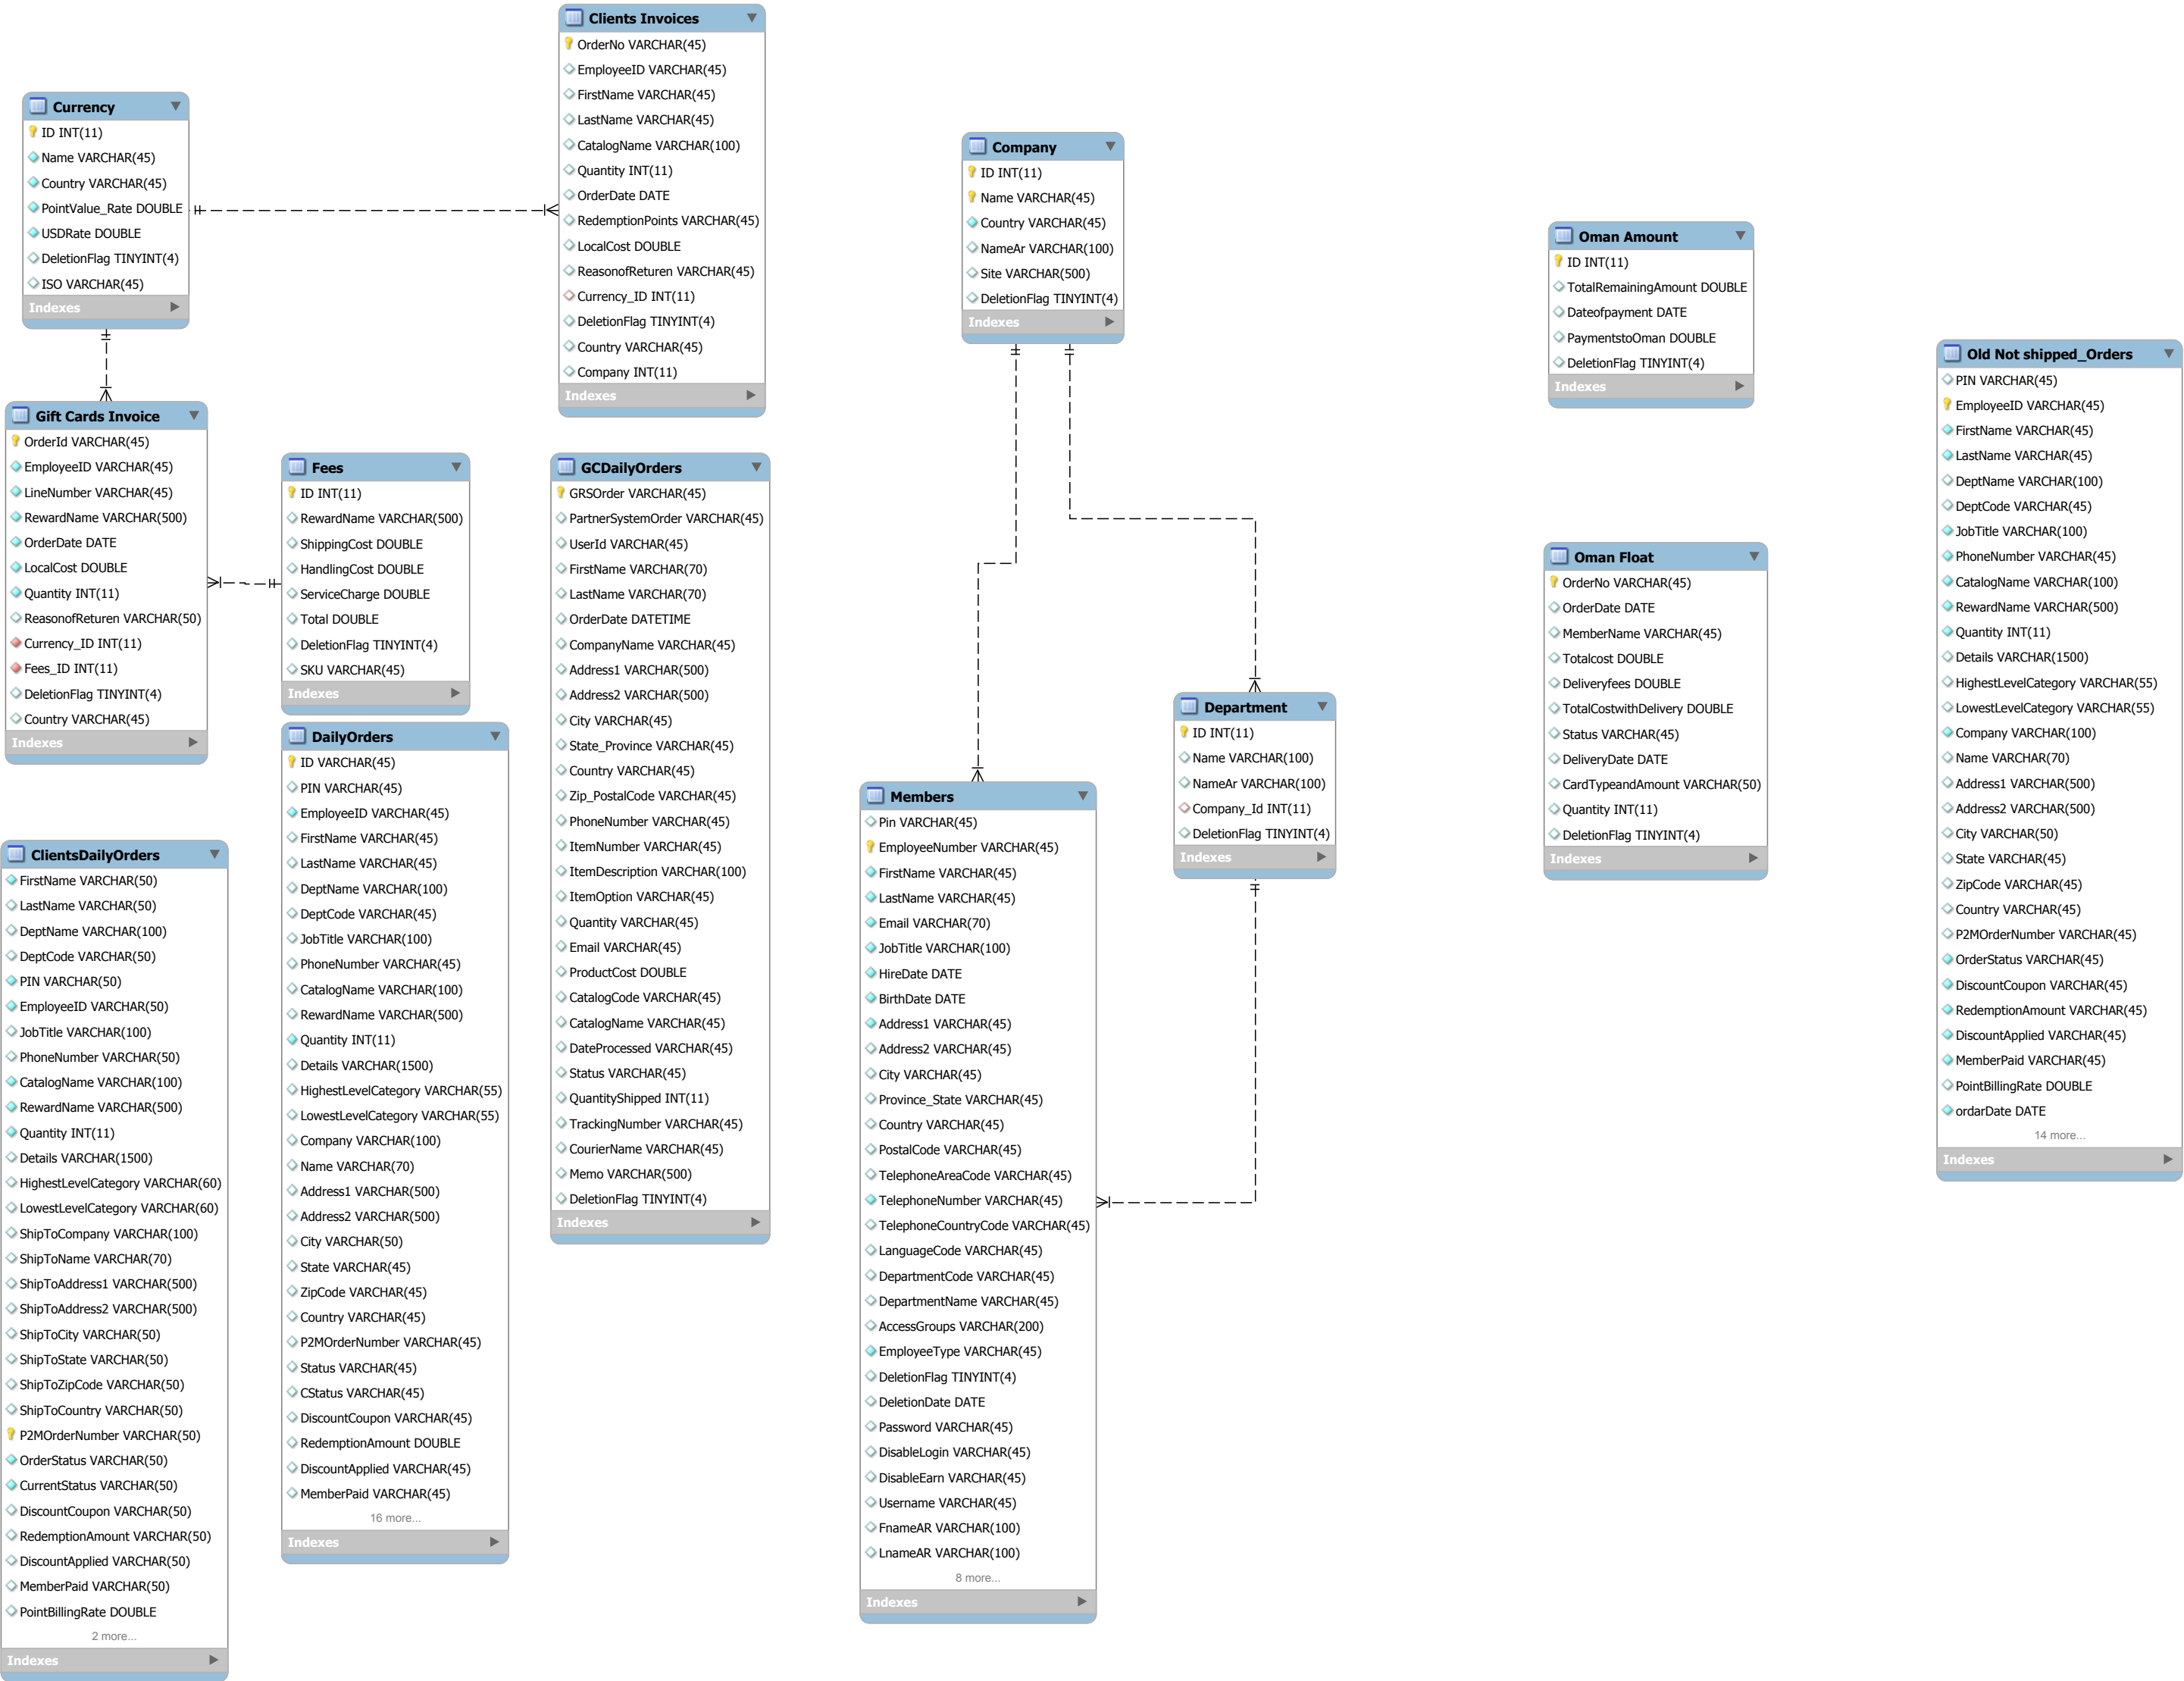 Clients Invoices
OrderNo VARCHAR(45)
EmployeeID VARCHAR(45)
FirstName VARCHAR(45)
LastName VARCHAR(45)
CatalogName VARCHAR(100)
Quantity INT(11)
OrderDate DATE
RedemptionPoints VARCHAR(45)
LocalCost DOUBLE
ReasonofReturen VARCHAR(45)
Currency_ID INT(11)
DeletionFlag TINYINT(4)
Country VARCHAR(45)
Company INT(11)
Indexes
Currency
ID INT(11)
Name VARCHAR(45)
Country VARCHAR(45)
PointValue_Rate DOUBLE
USDRate DOUBLE
DeletionFlag TINYINT(4)
ISO VARCHAR(45)
Indexes
Company
ID INT(11)
Name VARCHAR(45)
Country VARCHAR(45)
NameAr VARCHAR(100)
Site VARCHAR(500)
DeletionFlag TINYINT(4)
Indexes
Oman Amount
ID INT(11)
TotalRemainingAmount DOUBLE
Dateofpayment DATE
PaymentstoOman DOUBLE
DeletionFlag TINYINT(4)
Indexes
Old Not shipped_Orders
PIN VARCHAR(45)
EmployeeID VARCHAR(45)
FirstName VARCHAR(45)
LastName VARCHAR(45)
DeptName VARCHAR(100)
DeptCode VARCHAR(45)
JobTitle VARCHAR(100)
PhoneNumber VARCHAR(45)
CatalogName VARCHAR(100)
RewardName VARCHAR(500)
Quantity INT(11)
Details VARCHAR(1500)
HighestLevelCategory VARCHAR(55)
LowestLevelCategory VARCHAR(55)
Company VARCHAR(100)
Name VARCHAR(70)
Address1 VARCHAR(500)
Address2 VARCHAR(500)
City VARCHAR(50)
State VARCHAR(45)
ZipCode VARCHAR(45)
Country VARCHAR(45)
P2MOrderNumber VARCHAR(45)
OrderStatus VARCHAR(45)
DiscountCoupon VARCHAR(45)
RedemptionAmount VARCHAR(45)
DiscountApplied VARCHAR(45)
MemberPaid VARCHAR(45)
PointBillingRate DOUBLE
ordarDate DATE
14 more...
Indexes
Gift Cards Invoice
OrderId VARCHAR(45)
EmployeeID VARCHAR(45)
LineNumber VARCHAR(45)
RewardName VARCHAR(500)
OrderDate DATE
LocalCost DOUBLE
Quantity INT(11)
ReasonofReturen VARCHAR(50)
Currency_ID INT(11)
Fees_ID INT(11)
DeletionFlag TINYINT(4)
Country VARCHAR(45)
Indexes
Fees
ID INT(11)
RewardName VARCHAR(500)
ShippingCost DOUBLE
HandlingCost DOUBLE
ServiceCharge DOUBLE
Total DOUBLE
DeletionFlag TINYINT(4)
SKU VARCHAR(45)
Indexes
GCDailyOrders
GRSOrder VARCHAR(45)
PartnerSystemOrder VARCHAR(45)
UserId VARCHAR(45)
FirstName VARCHAR(70)
LastName VARCHAR(70)
OrderDate DATETIME
CompanyName VARCHAR(45)
Address1 VARCHAR(500)
Address2 VARCHAR(500)
City VARCHAR(45)
State_Province VARCHAR(45)
Country VARCHAR(45)
Zip_PostalCode VARCHAR(45)
PhoneNumber VARCHAR(45)
ItemNumber VARCHAR(45)
ItemDescription VARCHAR(100)
ItemOption VARCHAR(45)
Quantity VARCHAR(45)
Email VARCHAR(45)
ProductCost DOUBLE
CatalogCode VARCHAR(45)
CatalogName VARCHAR(45)
DateProcessed VARCHAR(45)
Status VARCHAR(45)
QuantityShipped INT(11)
TrackingNumber VARCHAR(45)
CourierName VARCHAR(45)
Memo VARCHAR(500)
DeletionFlag TINYINT(4)
Indexes
Oman Float
OrderNo VARCHAR(45)
OrderDate DATE
MemberName VARCHAR(45)
Totalcost DOUBLE
Deliveryfees DOUBLE
TotalCostwithDelivery DOUBLE
Status VARCHAR(45)
DeliveryDate DATE
CardTypeandAmount VARCHAR(50)
Quantity INT(11)
DeletionFlag TINYINT(4)
Indexes
Department
ID INT(11)
Name VARCHAR(100)
NameAr VARCHAR(100)
Company_Id INT(11)
DeletionFlag TINYINT(4)
Indexes
DailyOrders
ID VARCHAR(45)
PIN VARCHAR(45)
EmployeeID VARCHAR(45)
FirstName VARCHAR(45)
LastName VARCHAR(45)
DeptName VARCHAR(100)
DeptCode VARCHAR(45)
JobTitle VARCHAR(100)
PhoneNumber VARCHAR(45)
CatalogName VARCHAR(100)
RewardName VARCHAR(500)
Quantity INT(11)
Details VARCHAR(1500)
HighestLevelCategory VARCHAR(55)
LowestLevelCategory VARCHAR(55)
Company VARCHAR(100)
Name VARCHAR(70)
Address1 VARCHAR(500)
Address2 VARCHAR(500)
City VARCHAR(50)
State VARCHAR(45)
ZipCode VARCHAR(45)
Country VARCHAR(45)
P2MOrderNumber VARCHAR(45)
Status VARCHAR(45)
CStatus VARCHAR(45)
DiscountCoupon VARCHAR(45)
RedemptionAmount DOUBLE
DiscountApplied VARCHAR(45)
MemberPaid VARCHAR(45)
16 more...
Indexes
Members
Pin VARCHAR(45)
EmployeeNumber VARCHAR(45)
FirstName VARCHAR(45)
LastName VARCHAR(45)
Email VARCHAR(70)
JobTitle VARCHAR(100)
HireDate DATE
BirthDate DATE
Address1 VARCHAR(45)
Address2 VARCHAR(45)
City VARCHAR(45)
Province_State VARCHAR(45)
Country VARCHAR(45)
PostalCode VARCHAR(45)
TelephoneAreaCode VARCHAR(45)
TelephoneNumber VARCHAR(45)
TelephoneCountryCode VARCHAR(45)
LanguageCode VARCHAR(45)
DepartmentCode VARCHAR(45)
DepartmentName VARCHAR(45)
AccessGroups VARCHAR(200)
EmployeeType VARCHAR(45)
DeletionFlag TINYINT(4)
DeletionDate DATE
Password VARCHAR(45)
DisableLogin VARCHAR(45)
DisableEarn VARCHAR(45)
Username VARCHAR(45)
FnameAR VARCHAR(100)
LnameAR VARCHAR(100)
8 more...
Indexes
ClientsDailyOrders
FirstName VARCHAR(50)
LastName VARCHAR(50)
DeptName VARCHAR(100)
DeptCode VARCHAR(50)
PIN VARCHAR(50)
EmployeeID VARCHAR(50)
JobTitle VARCHAR(100)
PhoneNumber VARCHAR(50)
CatalogName VARCHAR(100)
RewardName VARCHAR(500)
Quantity INT(11)
Details VARCHAR(1500)
HighestLevelCategory VARCHAR(60)
LowestLevelCategory VARCHAR(60)
ShipToCompany VARCHAR(100)
ShipToName VARCHAR(70)
ShipToAddress1 VARCHAR(500)
ShipToAddress2 VARCHAR(500)
ShipToCity VARCHAR(50)
ShipToState VARCHAR(50)
ShipToZipCode VARCHAR(50)
ShipToCountry VARCHAR(50)
P2MOrderNumber VARCHAR(50)
OrderStatus VARCHAR(50)
CurrentStatus VARCHAR(50)
DiscountCoupon VARCHAR(50)
RedemptionAmount VARCHAR(50)
DiscountApplied VARCHAR(50)
MemberPaid VARCHAR(50)
PointBillingRate DOUBLE
2 more...
Indexes